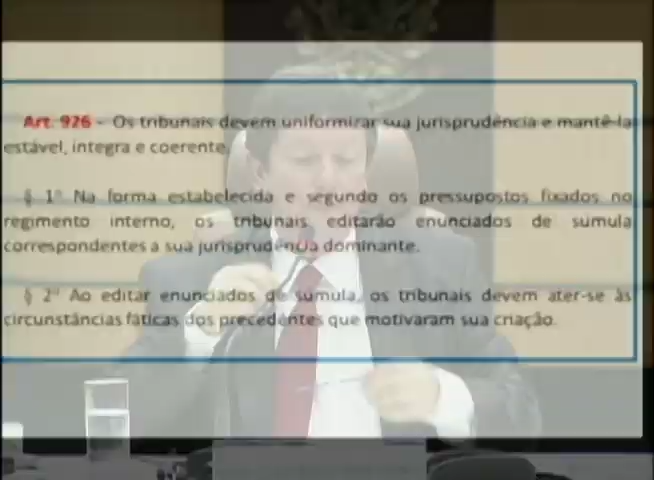 Art. 926 - Os tribunais devem uniformizar sua jurisprudência e mantê-la
estável, integra e coerente.
§ 1º Na forma estabelecida e segundo os pressupostos fixados no
regimento interno, os tribunais editarão enunciados de súmula
correspondentes a sua jurisprudência dominante.
§ 2º Ao editar enunciados de súmula, os tribunais devem ater-se às
circunstâncias fáticas dos precedentes que motivaram sua criação.